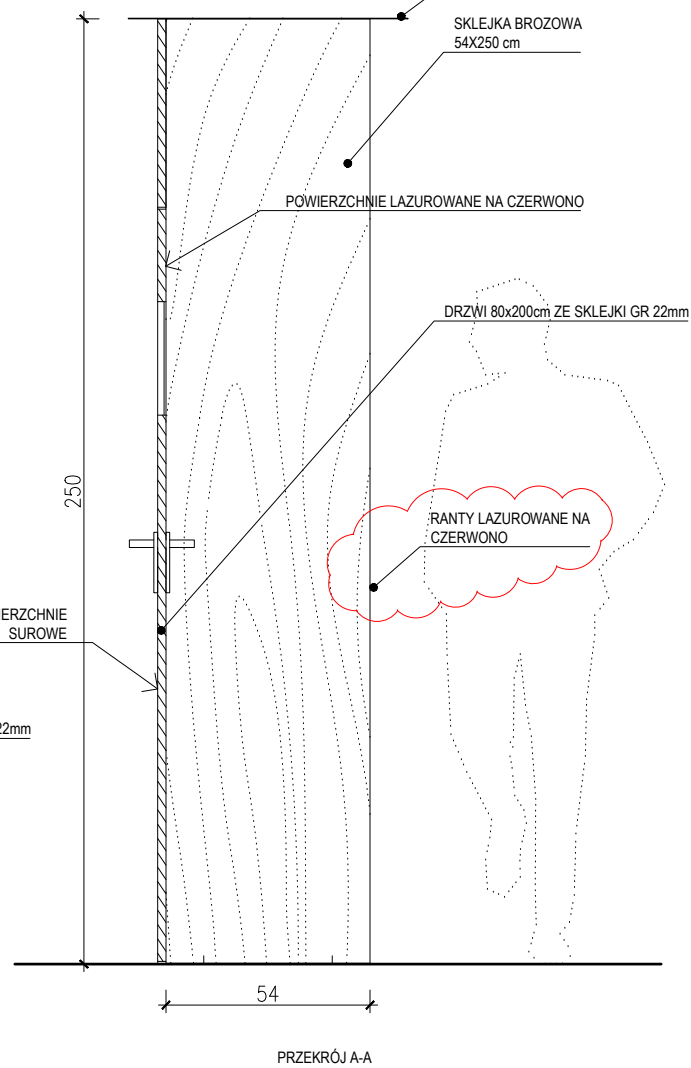 SKLEJKA BROZOWA
54X250 cm
POWIERZCHNIE LAZUROWANE NA CZERWONO
DRZWI 80x200cm ZE SKLEJKI GR 22mm
250
RANTY LAZUROWANE NA
CZERWONO
IERZCHNIE
SUROWE
22mm
54
PRZEKRÓJ A-A